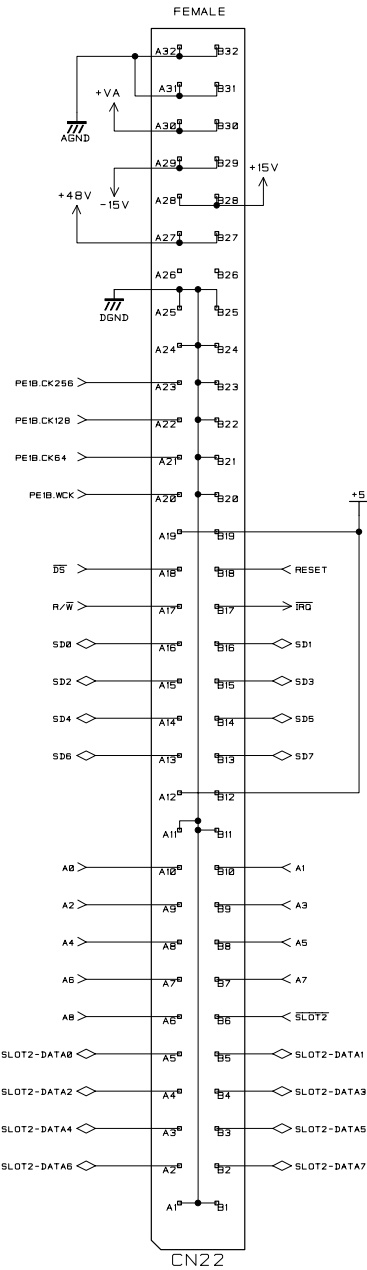 FEMALE
A32 B32
A31 B31
+VA
A30 B30
AGND
A29 B29
+15V
-15V
A28 B28
+48V
A27 B27
A26 B26
DGND
A25 B25
A24 B24
PE1B.CK256 A23 B23
PE1B.CK128 A22 B22
PE1B.CK64 A21 B21
PE1B.WCK A20 B20
+5
A19 B19
D̅S̅ A18 B18 RESET
R/W̅ A17 B17 I̅R̅Q̅
SD0 A16 B16 SD1
SD2 A15 B15 SD3
SD4 A14 B14 SD5
SD6 A13 B13 SD7
A12 B12
A11 B11
A0 A10 B10 A1
A2 A9 B9 A3
A4 A8 B8 A5
A6 A7 B7 A7
A8 A6 B6 S̅L̅O̅T̅2̅
SLOT2-DATA0 A5 B5 SLOT2-DATA1
SLOT2-DATA2 A4 B4 SLOT2-DATA3
SLOT2-DATA4 A3 B3 SLOT2-DATA5
SLOT2-DATA6 A2 B2 SLOT2-DATA7
A1 B1
CN22